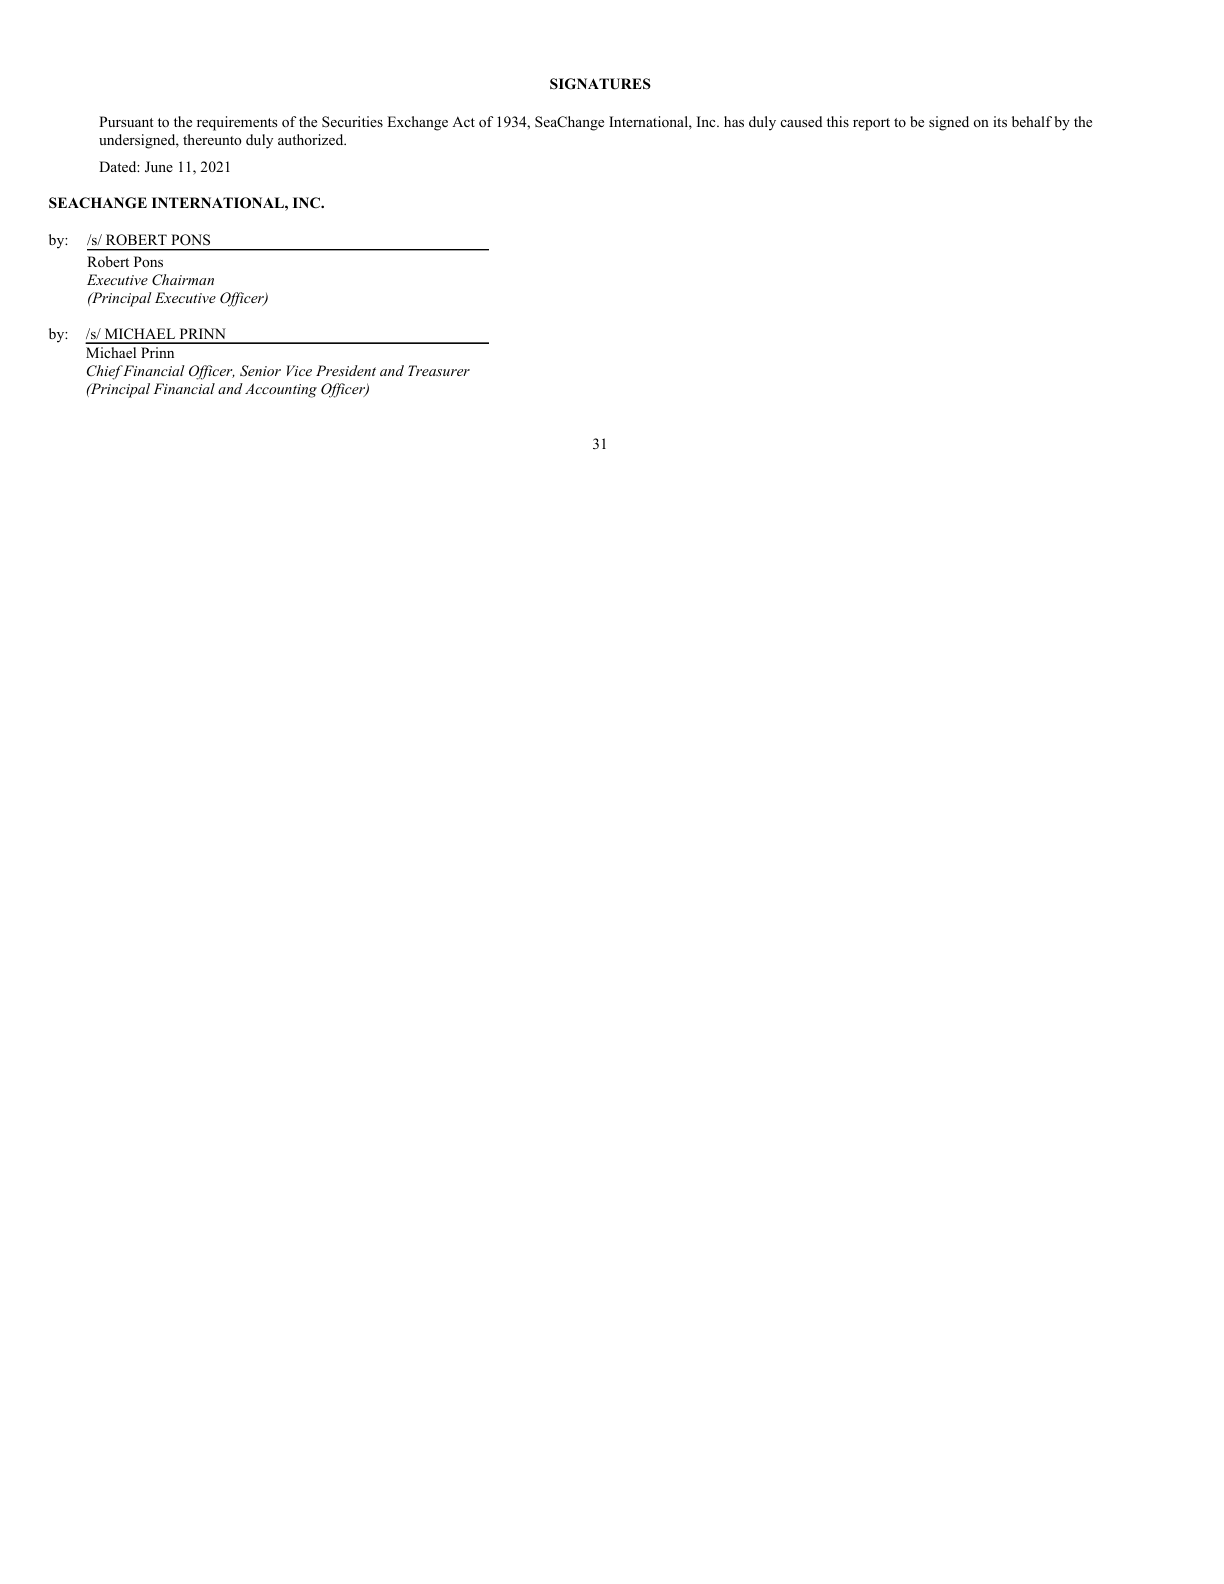 SIGNATURES
Pursuant to the requirements of the Securities Exchange Act of 1934, SeaChange International, Inc. has duly caused this report to be signed on its behalf by the
undersigned, thereunto duly authorized.
Dated: June 11, 2021
SEACHANGE INTERNATIONAL, INC.
by: /s/ ROBERT PONS
Robert Pons
Executive Chairman
(Principal Executive Officer)
by: /s/ MICHAEL PRINN
Michael Prinn
Chief Financial Officer, Senior Vice President and Treasurer
(Principal Financial and Accounting Officer)
31